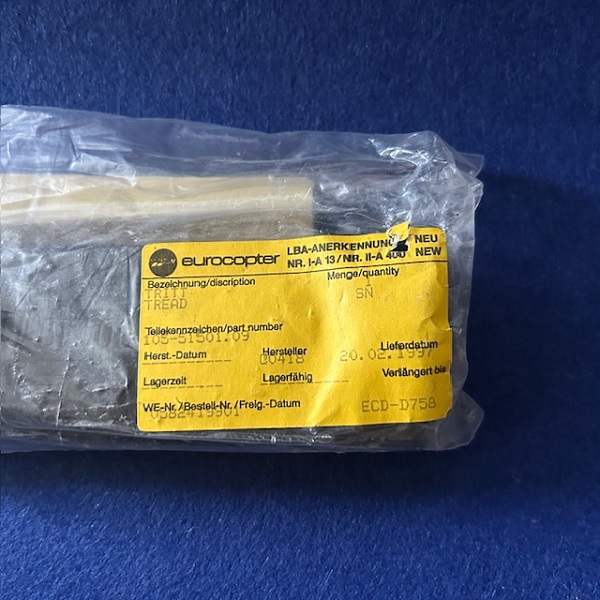 eurocopter
LBA-ANERKENNUNG NEU
NR. I-A 13/NR. II-A 400 NEW
Bezeichnung/discription Menge/quantity
TRITT 1
TREAD SN
Teilekennzeichen/part number
105-51501.09
Herst.-Datum Hersteller Lieferdatum
C0418 20.02.1997
Lagerzeit Lagerfähig Verlängert bis
WE-Nr./Bestell-Nr./Freig.-Datum
0582419901 ECD-D758